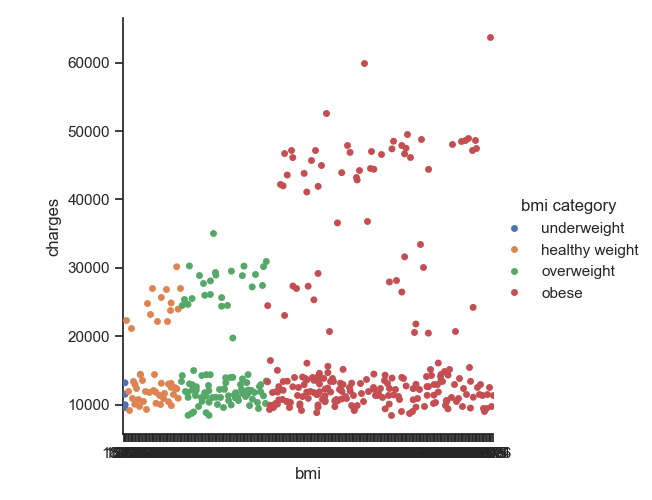 60000
50000
40000
30000
20000
10000
charges
bmi
bmi category
underweight
healthy weight
overweight
obese